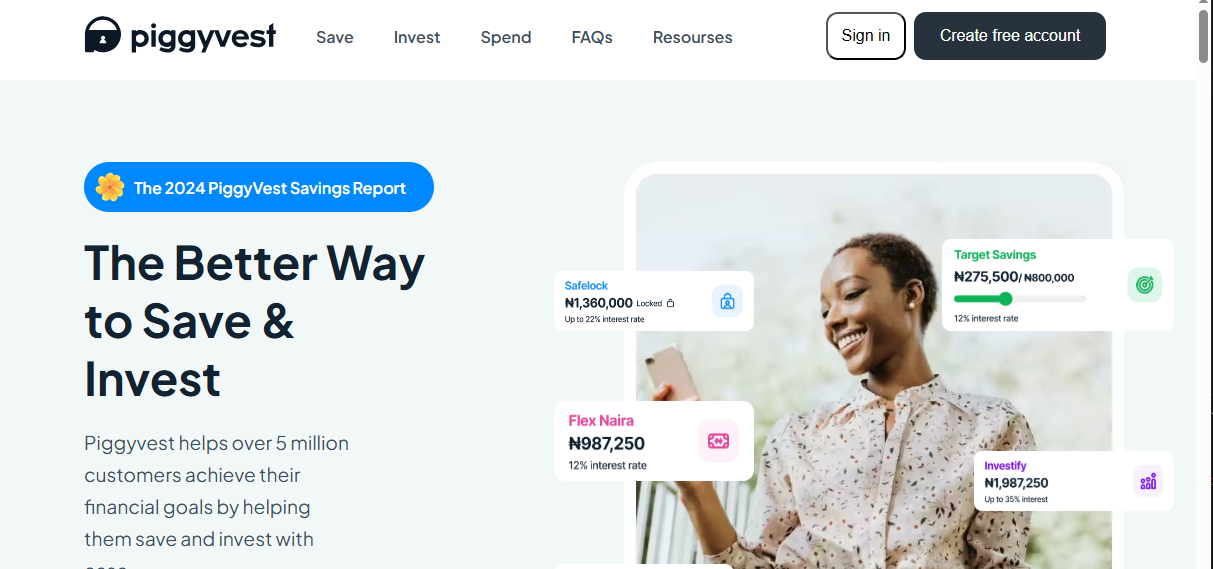 piggyvest Save Invest Spend FAQs Resourses Sign in Create free account
The 2024 PiggyVest Savings Report
The Better Way
to Save &
Invest
Piggyvest helps over 5 million
customers achieve their
financial goals by helping
them save and invest with
Safelock
₦1,360,000 Locked
Up to 22% interest rate
Target Savings
₦275,500/ ₦800,000
12% interest rate
Flex Naira
₦987,250
12% interest rate
Investify
₦1,987,250
Up to 35% interest